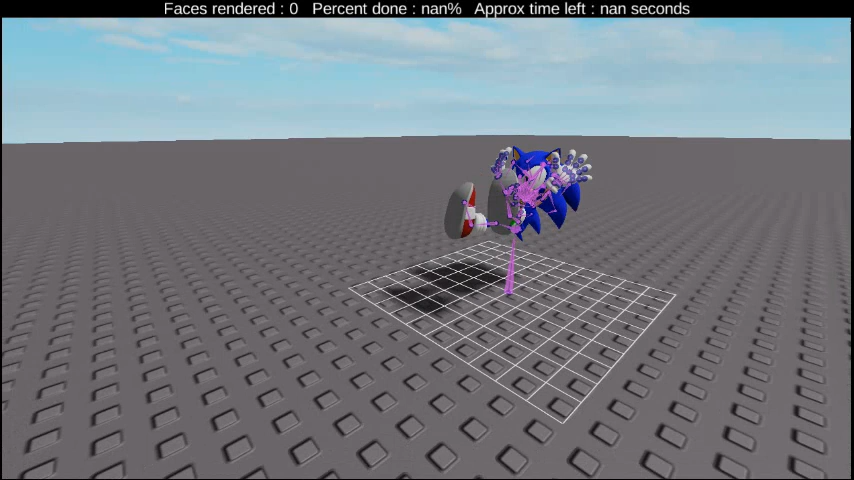 Faces rendered : 0   Percent done : nan%   Approx time left : nan seconds